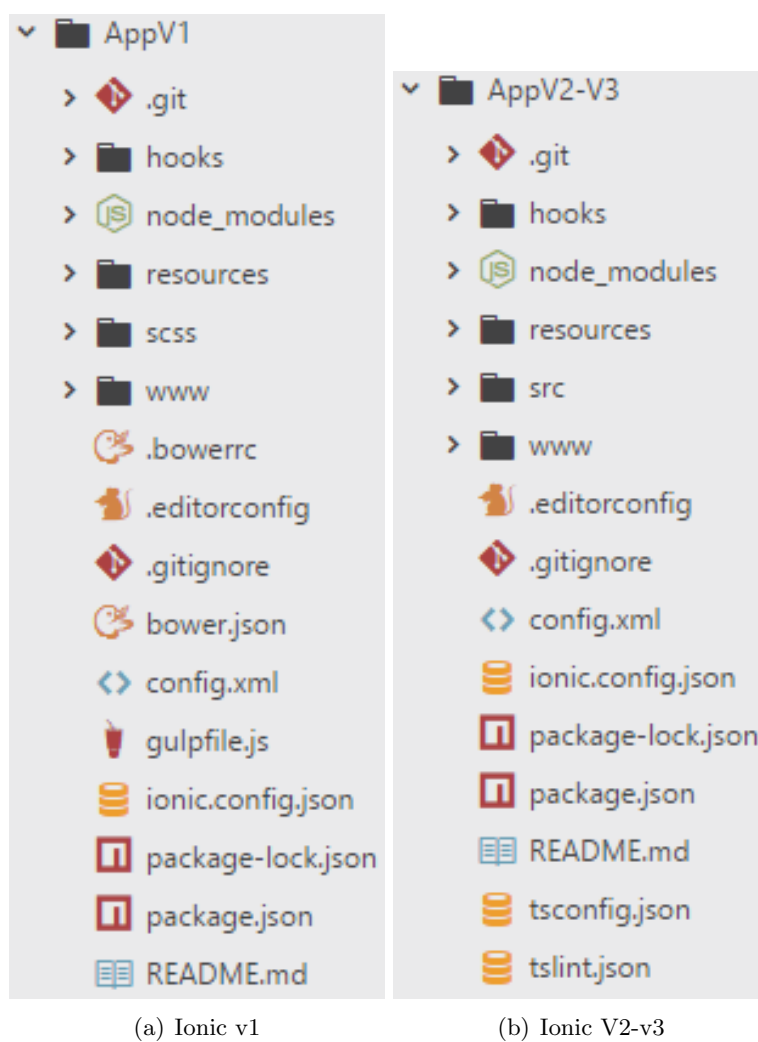 AppV1
.git
hooks
node_modules
resources
scss
www
.bowerrc
.editorconfig
.gitignore
bower.json
config.xml
gulpfile.js
ionic.config.json
package-lock.json
package.json
README.md
(a) Ionic v1
AppV2-V3
.git
hooks
node_modules
resources
src
www
.editorconfig
.gitignore
config.xml
ionic.config.json
package-lock.json
package.json
README.md
tsconfig.json
tslint.json
(b) Ionic V2-v3